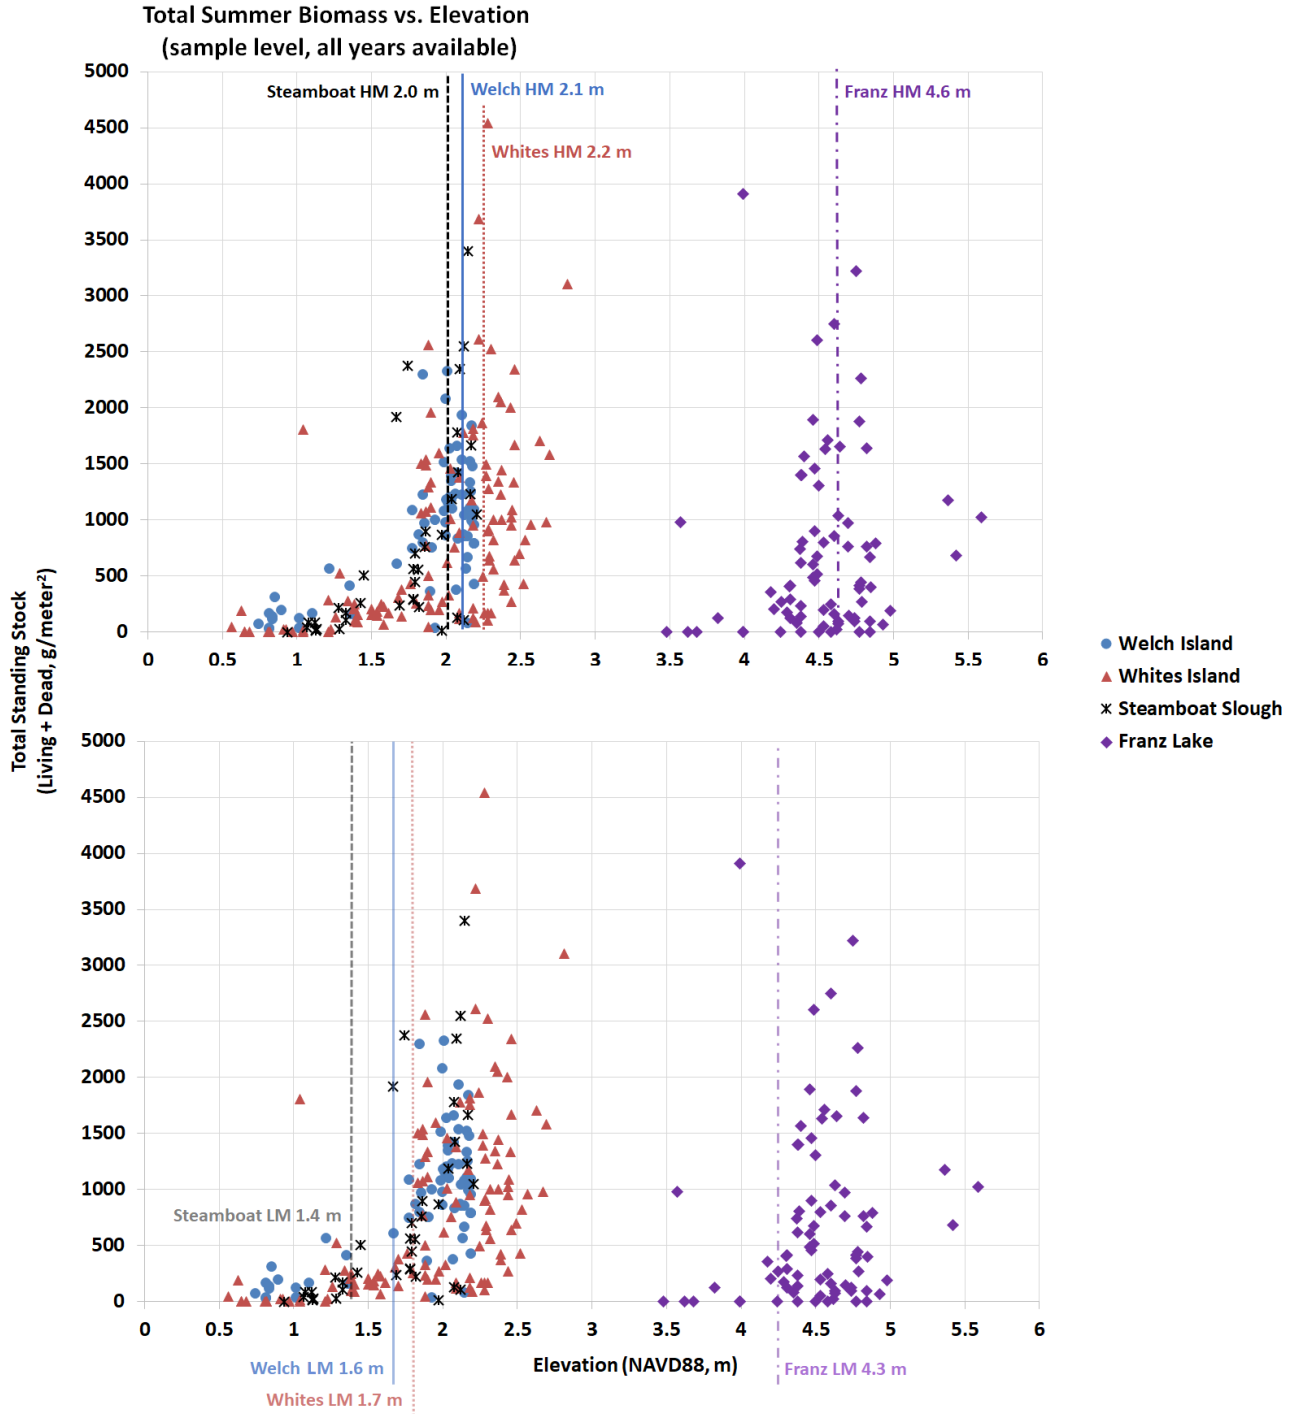 Total Summer Biomass vs. Elevation
(sample level, all years available)
Steamboat HM 2.0 m
Welch HM 2.1 m
Franz HM 4.6 m
Whites HM 2.2 m
5000
4500
4000
3500
3000
2500
2000
1500
1000
500
0
0 0.5 1 1.5 2 2.5 3 3.5 4 4.5 5 5.5 6
Total Standing Stock
(Living + Dead, g/meter²)
Welch Island
Whites Island
Steamboat Slough
Franz Lake
5000
4500
4000
3500
3000
2500
2000
1500
1000
500
0
Steamboat LM 1.4 m
0 0.5 1 1.5 2 2.5 3 3.5 4 4.5 5 5.5 6
Welch LM 1.6 m
Elevation (NAVD88, m)
Franz LM 4.3 m
Whites LM 1.7 m